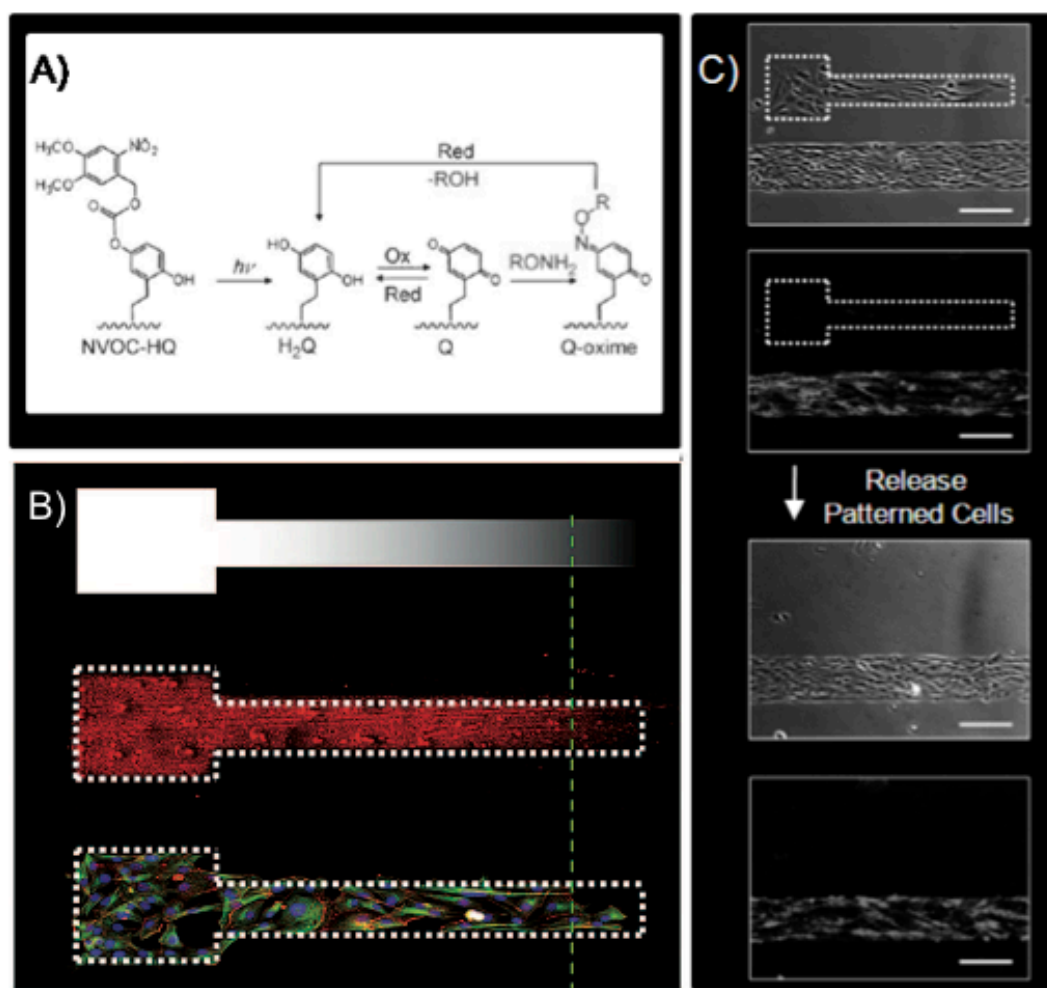 A)
H₃CO
NO₂
H₃CO
O
O
O
O
OH
NVOC-HQ
hν
HO
OH
H₂Q
Ox
Red
O
O
Q
RONH₂
Red
-ROH
R
O
N
O
Q-oxime
B)
C)
Release
Patterned Cells